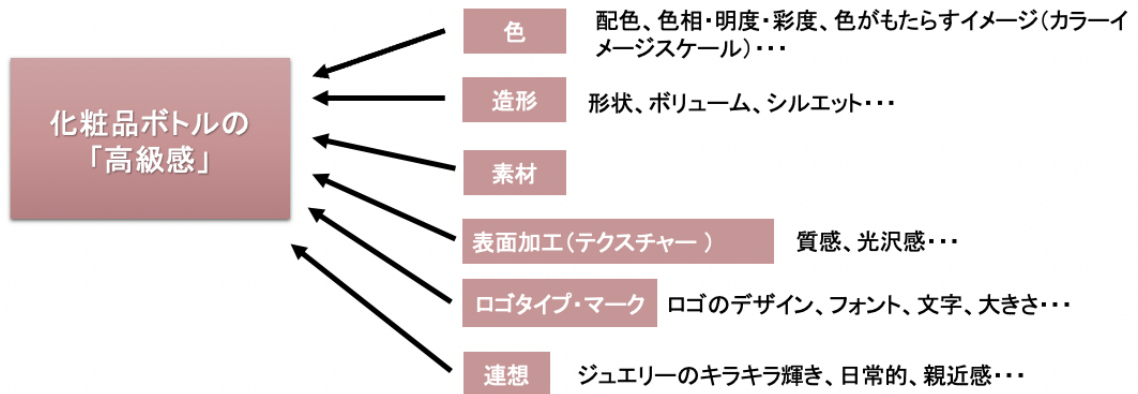 化粧品ボトルの
「高級感」
色
配色、色相・明度・彩度、色がもたらすイメージ（カラーイ
メージスケール）・・・
造形
形状、ボリューム、シルエット・・・
素材
表面加工（テクスチャー ）
質感、光沢感・・・
ロゴタイプ・マーク
ロゴのデザイン、フォント、文字、大きさ・・・
連想
ジュエリーのキラキラ輝き、日常的、親近感・・・